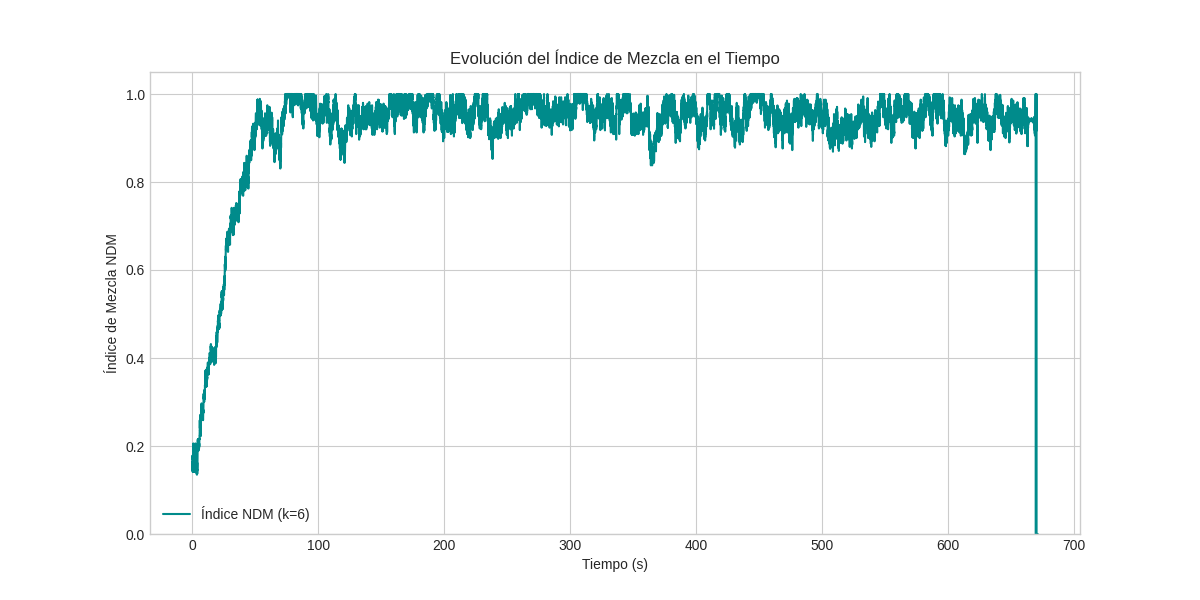 Evolución del Índice de Mezcla en el Tiempo
Índice de Mezcla NDM
1.0
0.8
0.6
0.4
0.2
0.0
Índice NDM (k=6)
0 100 200 300 400 500 600 700
Tiempo (s)